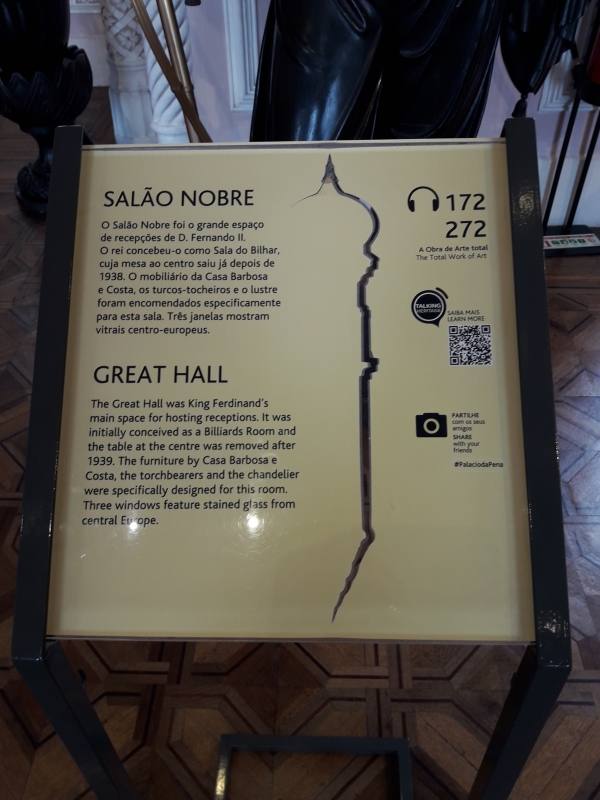 SALÃO NOBRE
O Salão Nobre foi o grande espaço
de recepções de D. Fernando II.
O rei concebeu-o como Sala do Bilhar,
cuja mesa ao centro saiu já depois de
1938. O mobiliário da Casa Barbosa
e Costa, os turcos-tocheiros e o lustre
foram encomendados especificamente
para esta sala. Três janelas mostram
vitrais centro-europeus.
GREAT HALL
The Great Hall was King Ferdinand's
main space for hosting receptions. It was
initially conceived as a Billiards Room and
the table at the centre was removed after
1939. The furniture by Casa Barbosa e
Costa, the torchbearers and the chandelier
were specifically designed for this room.
Three windows feature stained glass from
central Europe.
172
272
A Obra de Arte total
The Total Work of Art
TALKING
HERITAGE
SAIBA MAIS
LEARN MORE
PARTILHE
com os seus
amigos
SHARE
with your
friends
#PalaciodaPena